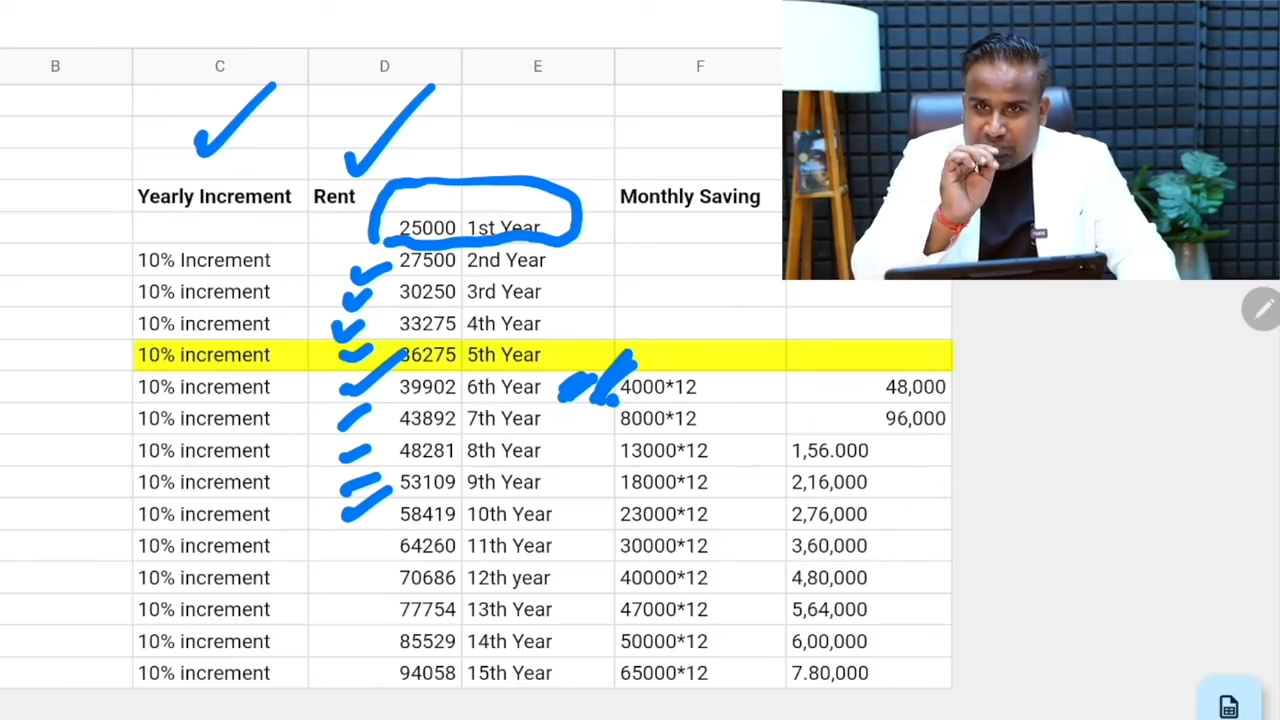 B C D E F
Yearly Increment Rent Monthly Saving
25000 1st Year
10% Increment 27500 2nd Year
10% increment 30250 3rd Year
10% increment 33275 4th Year
10% increment 36275 5th Year
10% increment 39902 6th Year 4000*12 48,000
10% increment 43892 7th Year 8000*12 96,000
10% increment 48281 8th Year 13000*12 1,56.000
10% increment 53109 9th Year 18000*12 2,16,000
10% increment 58419 10th Year 23000*12 2,76,000
10% increment 64260 11th Year 30000*12 3,60,000
10% increment 70686 12th year 40000*12 4,80,000
10% increment 77754 13th Year 47000*12 5,64,000
10% increment 85529 14th Year 50000*12 6,00,000
10% increment 94058 15th Year 65000*12 7.80,000